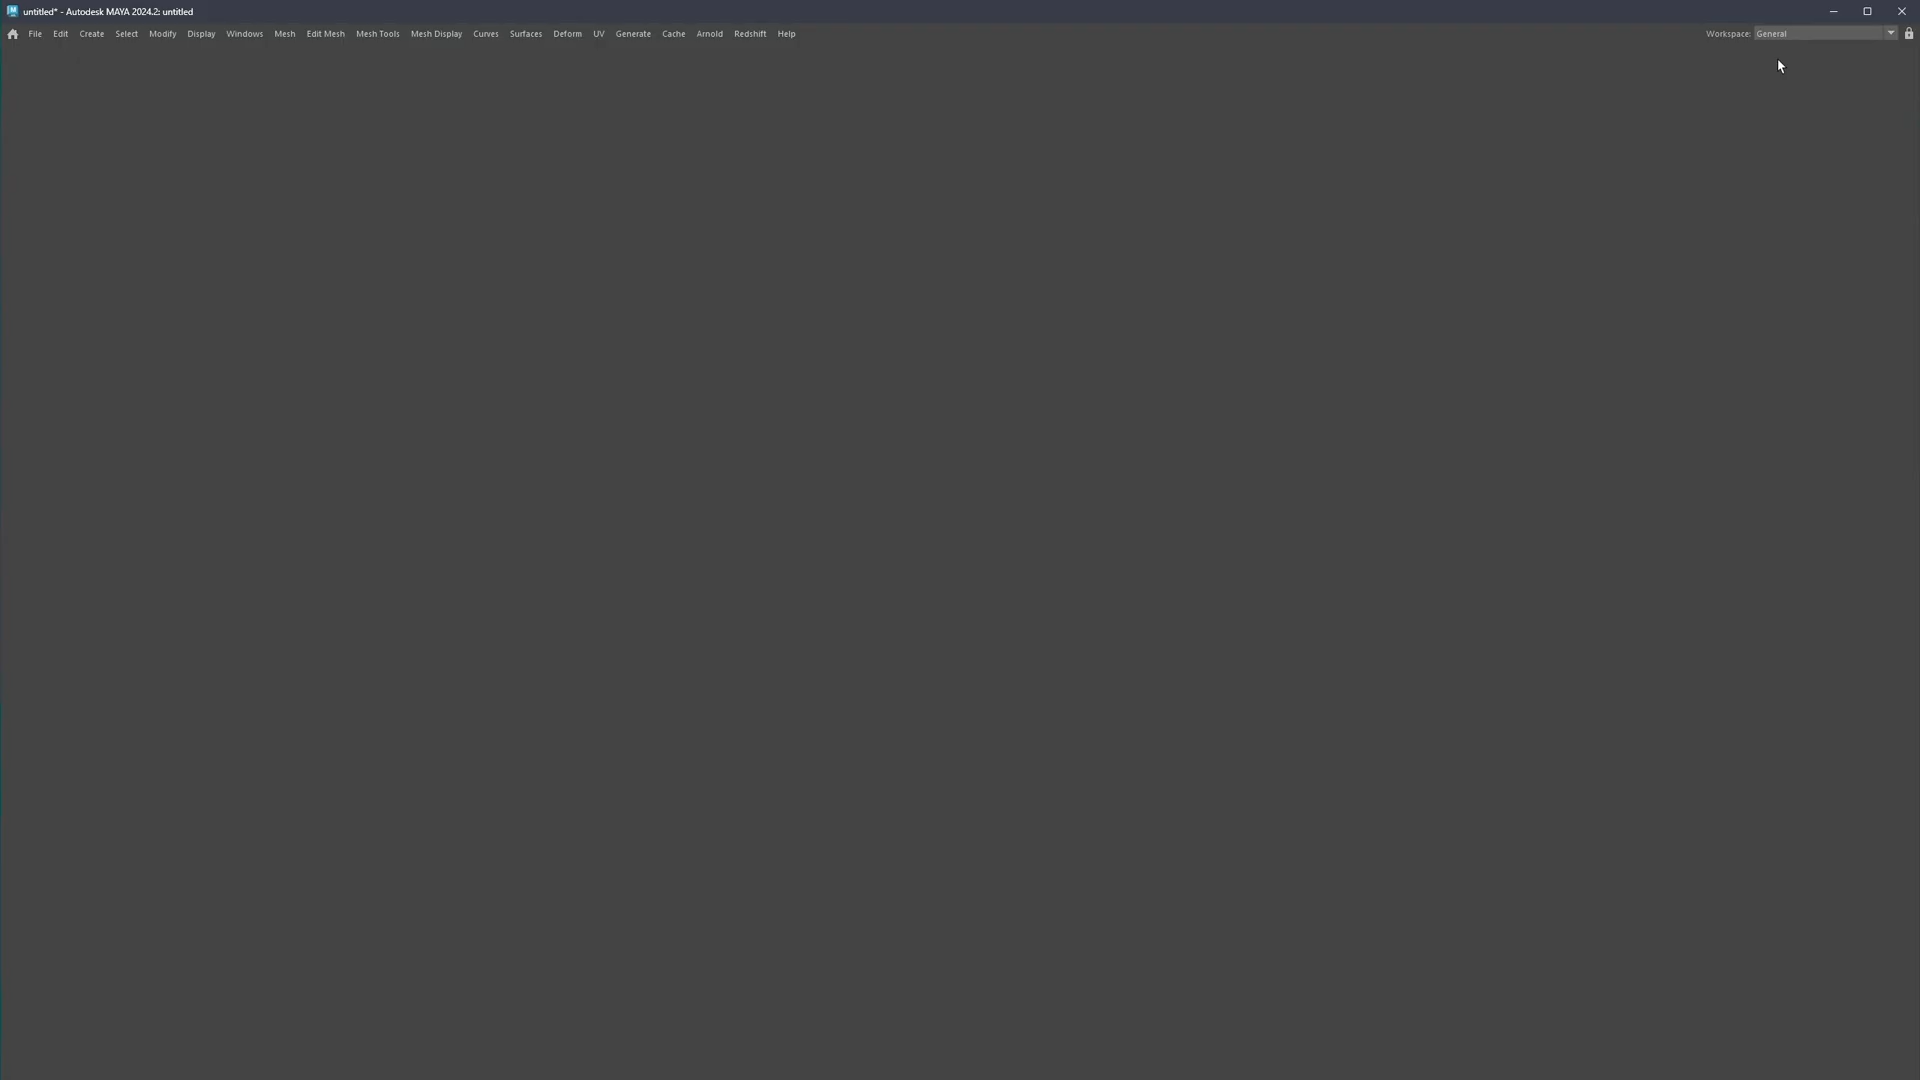 untitled* - Autodesk MAYA 2024.2: untitled
File Edit Create Select Modify Display Windows Mesh Edit Mesh Mesh Tools Mesh Display Curves Surfaces Deform UV Generate Cache Arnold Redshift Help Workspace: General